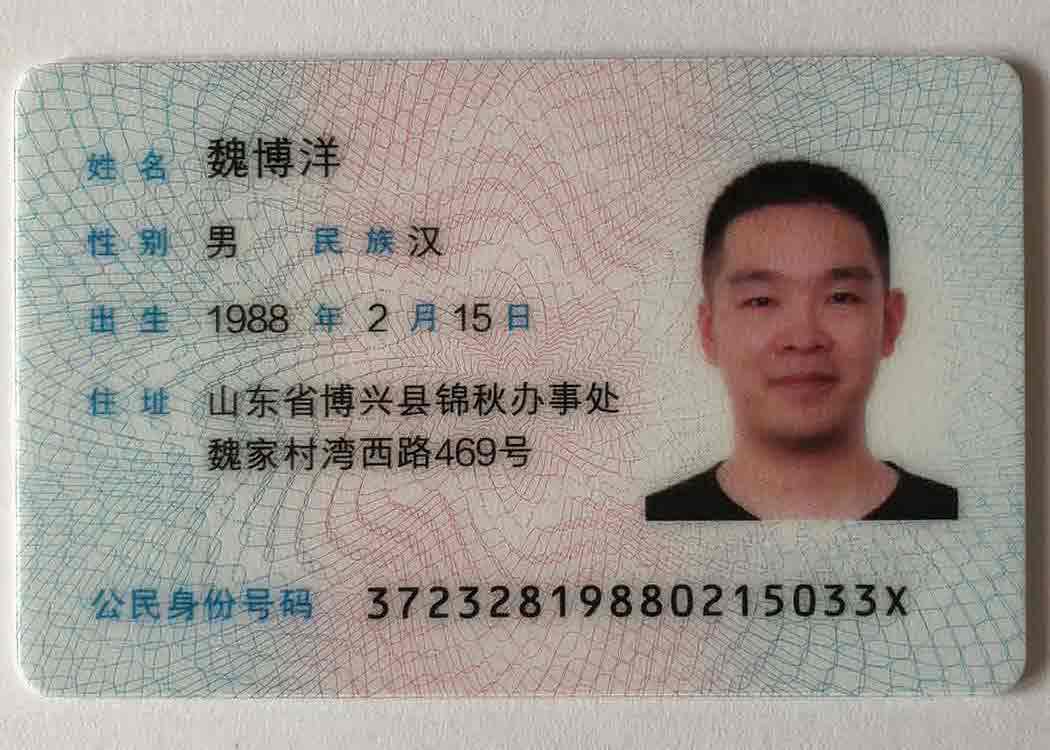 姓名 魏博洋
性别 男 民族 汉
出生 1988 年 2 月 15 日
住址 山东省博兴县锦秋办事处
魏家村湾西路469号
公民身份号码 37232819880215033X